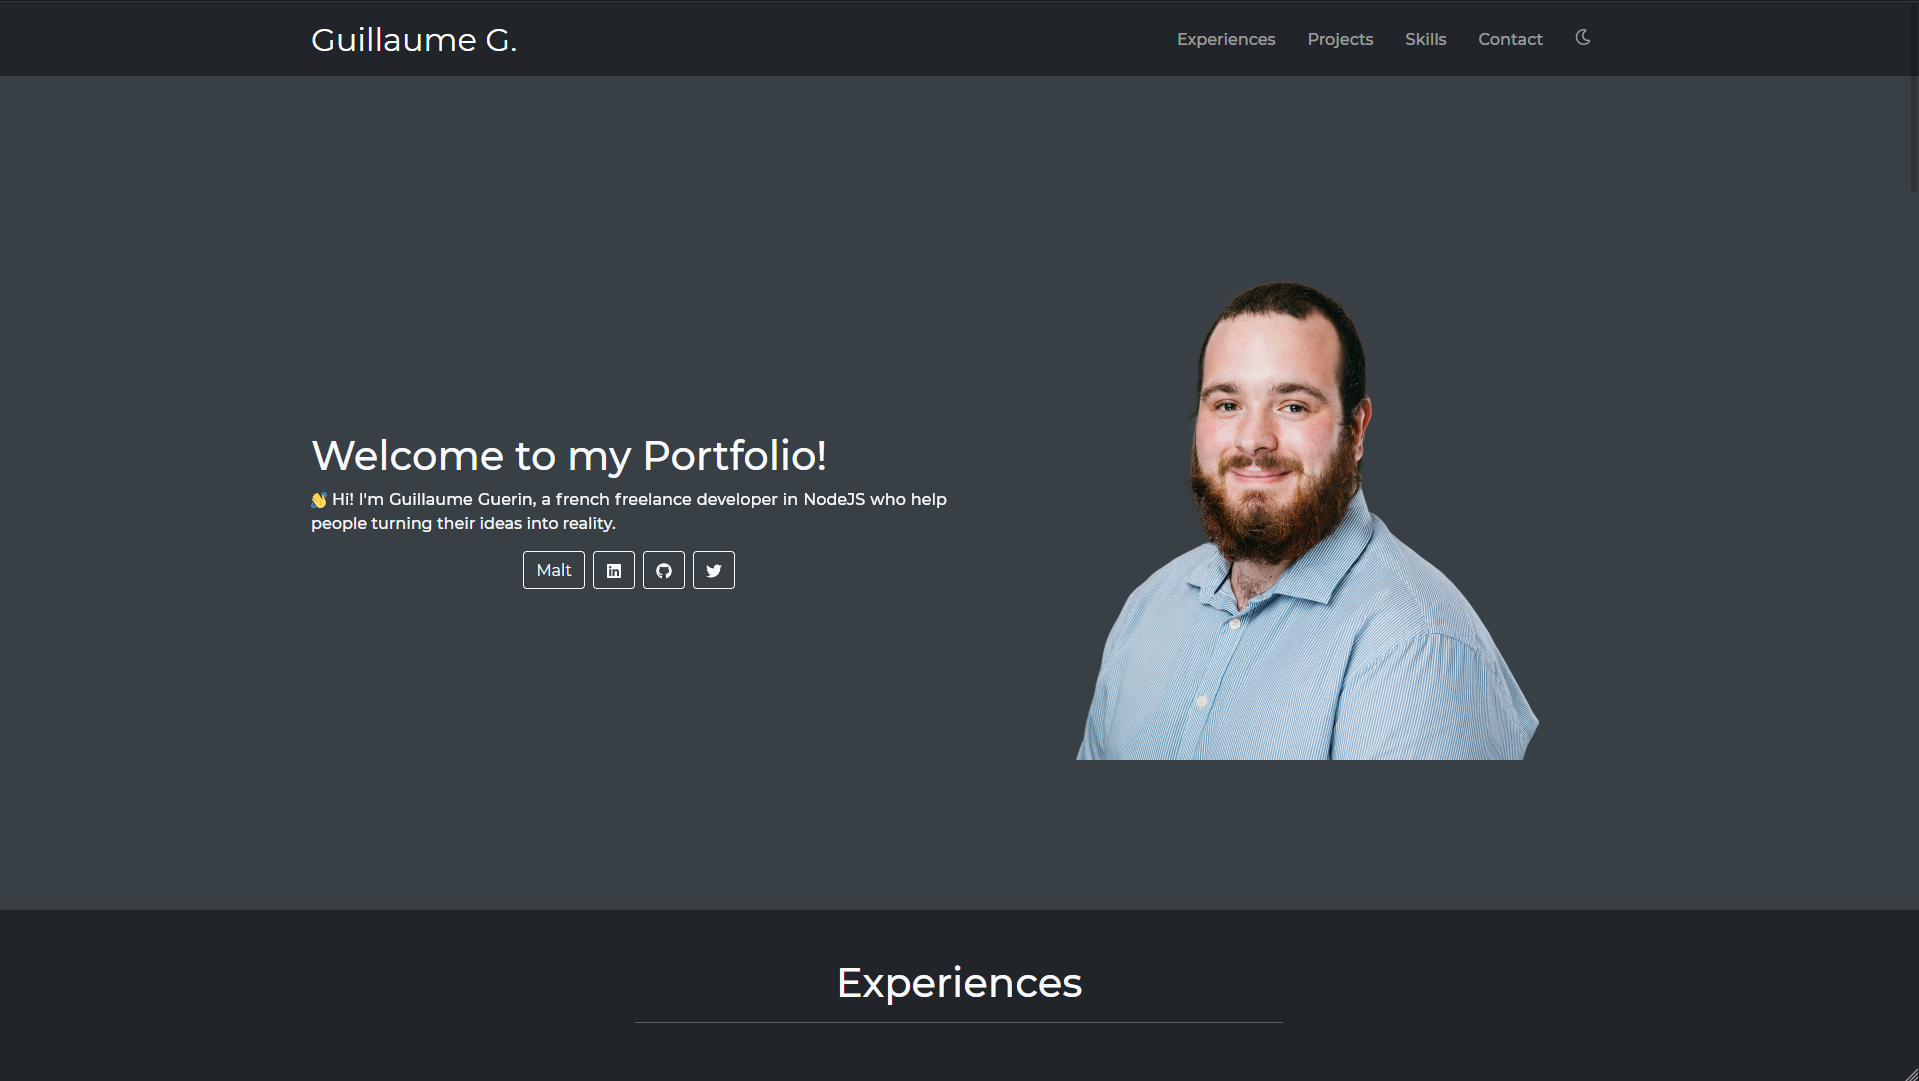 Guillaume G.
Experiences
Projects
Skills
Contact
Welcome to my Portfolio!
👋 Hi! I'm Guillaume Guerin, a french freelance developer in NodeJS who help
people turning their ideas into reality.
Malt
Experiences